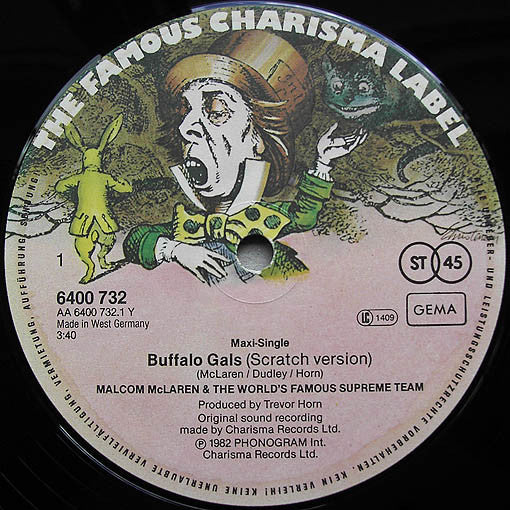 THE FAMOUS CHARISMA LABEL
1
6400 732
AA 6400 732.1 Y
Made in West Germany
3:40
ST 45
LC 1409
GEMA
Maxi-Single
Buffalo Gals (Scratch version)
(McLaren / Dudley / Horn)
MALCOM McLAREN & THE WORLD'S FAMOUS SUPREME TEAM
Produced by Trevor Horn
Original sound recording
made by Charisma Records Ltd.
Ⓟ 1982 PHONOGRAM Int.
Charisma Records Ltd.
UND LEISTUNGSSCHUTZRECHTE VORBEHALTEN. KEIN VERLEIH! KEINE UNERLAUBTE VERVIELFÄLTIGUNG, VERMIETUNG, AUFFÜHRUNG, SENDUNG!